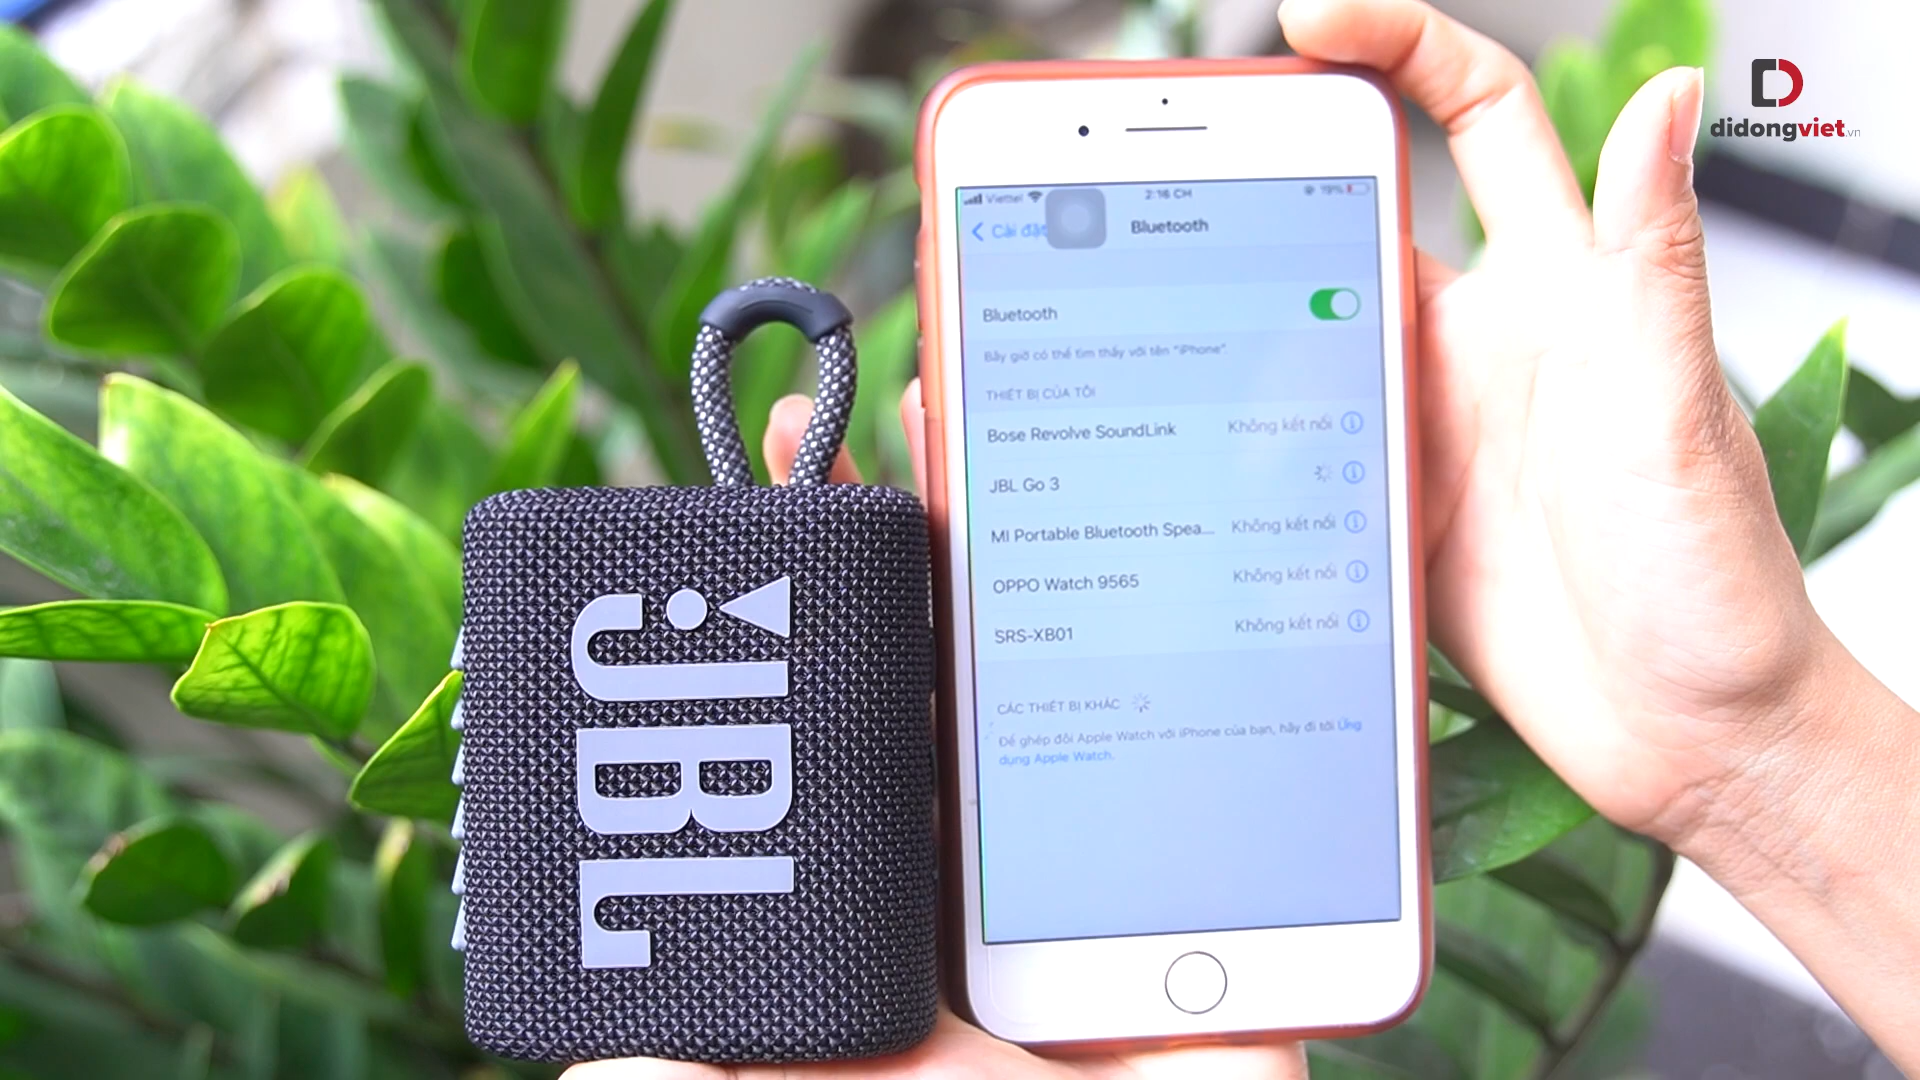 didongviet.vn
Viettel 2:16 CH 19%
Cài đặt Bluetooth
Bluetooth
Bây giờ có thể tìm thấy với tên "iPhone".
THIẾT BỊ CỦA TÔI
Bose Revolve SoundLink Không kết nối
JBL Go 3
MI Portable Bluetooth Spea... Không kết nối
OPPO Watch 9565 Không kết nối
SRS-XB01 Không kết nối
CÁC THIẾT BỊ KHÁC
Để ghép đôi Apple Watch với iPhone của bạn, hãy đi tới Ứng
dụng Apple Watch.
JBL